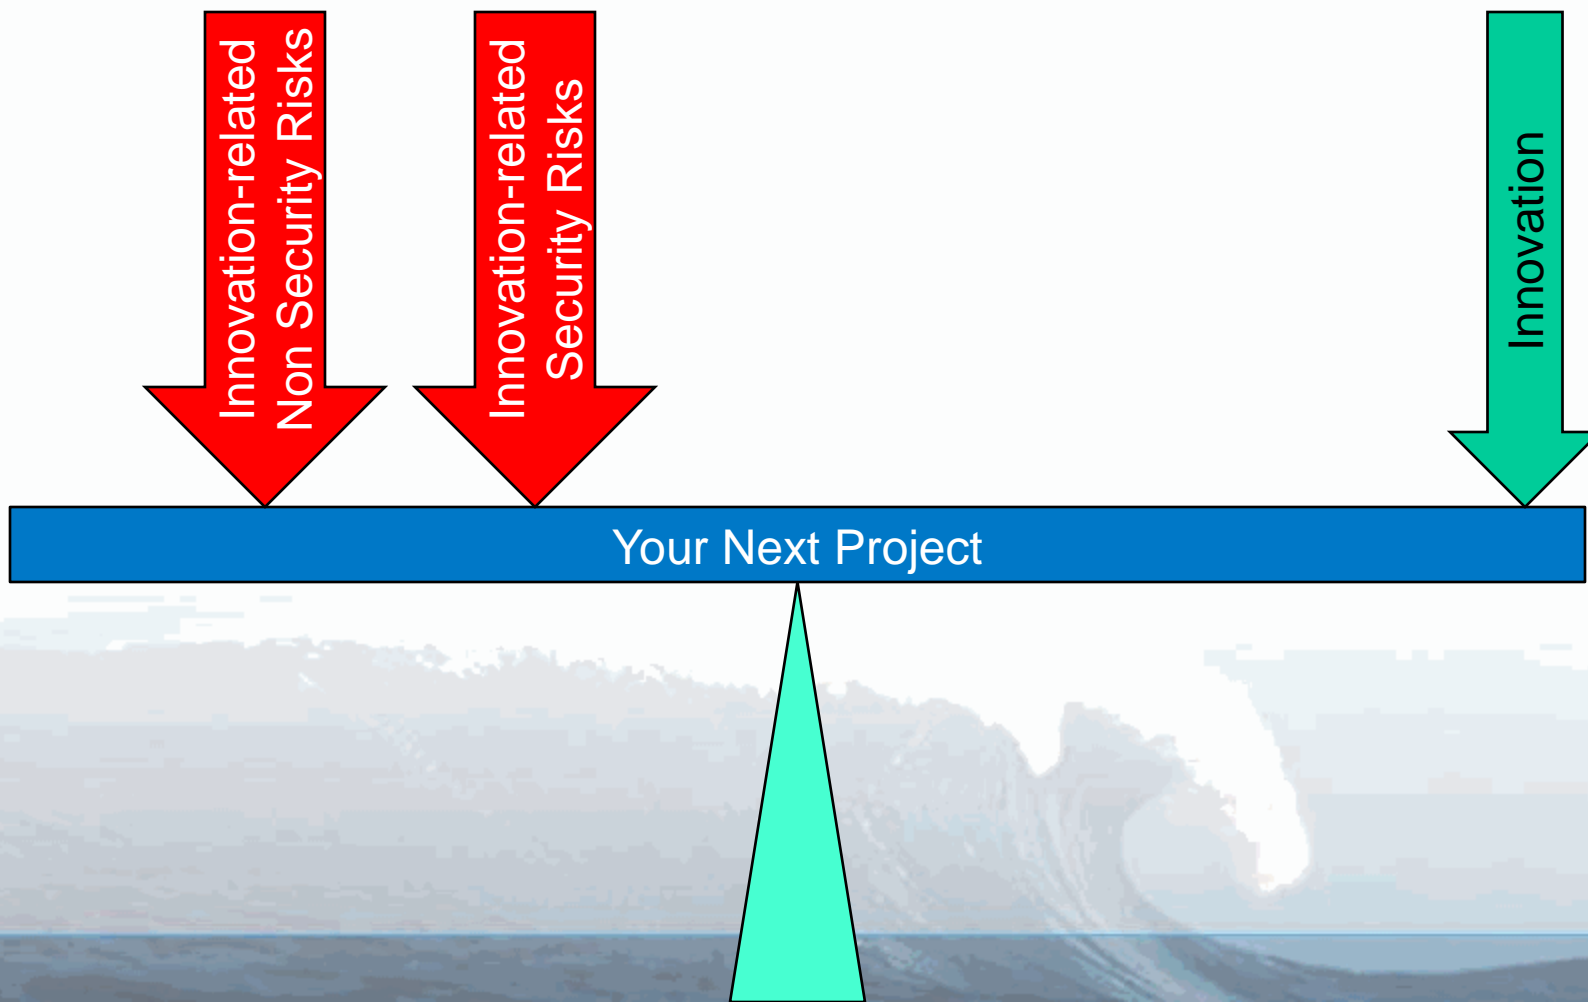 Innovation-related
Non Security Risks
Innovation-related
Security Risks
Innovation
Your Next Project